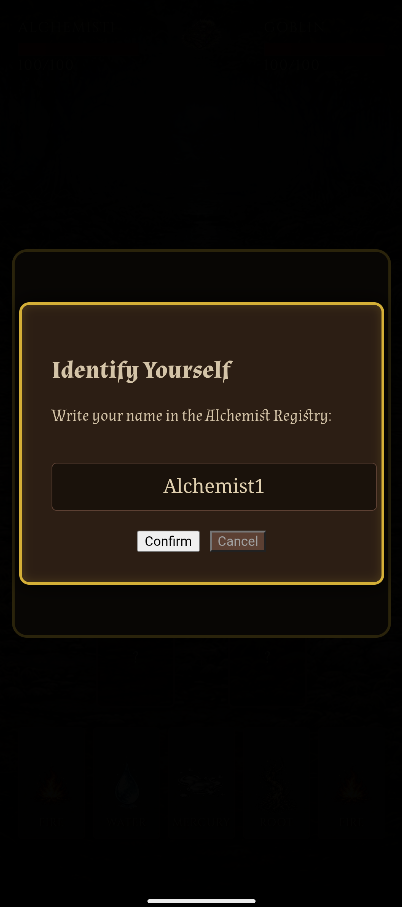 Identify Yourself
Write your name in the Alchemist Registry:
Alchemist1
Confirm
Cancel